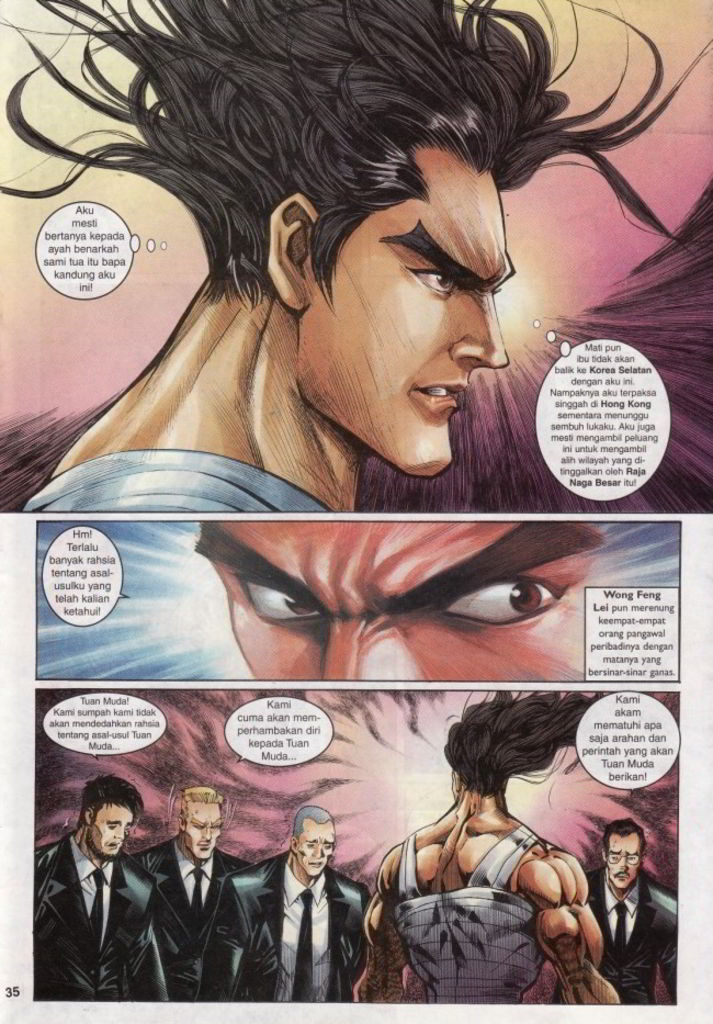 Aku
mesti
bertanya kepada
ayah benarkah
sami tua itu bapa
kandung aku
ini!
Mati pun
ibu tidak akan
balik ke Korea Selatan
dengan aku ini.
Nampaknya aku terpaksa
singgah di Hong Kong
sementara menunggu
sembuh lukaku. Aku juga
mesti mengambil peluang
ini untuk mengambil
alih wilayah yang di-
tinggalkan oleh Raja
Naga Besar itu!
Hm!
Terlalu
banyak rahsia
tentang asal-
usulku yang
telah kalian
ketahui!
Wong Feng
Lei pun merenung
keempat-empat
orang pangawal
peribadinya dengan
matanya yang
bersinar-sinar ganas.
Tuan Muda!
Kami sumpah kami tidak
akan mendedahkan rahsia
tentang asal-usul Tuan
Muda...
Kami
cuma akan mem-
perhambakan diri
kepada Tuan
Muda...
Kami
akam
mematuhi apa
saja arahan dan
perintah yang akan
Tuan Muda
berikan!
35